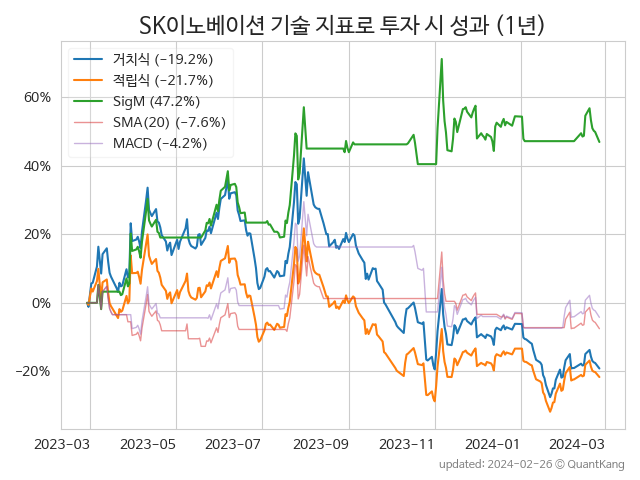 SK이노베이션 기술 지표로 투자 시 성과 (1년)
거치식 (−19.2%)
적립식 (−21.7%)
SigM (47.2%)
SMA(20) (−7.6%)
MACD (−4.2%)
60%
40%
20%
0%
−20%
2023-03 2023-05 2023-07 2023-09 2023-11 2024-01 2024-03
updated: 2024-02-26 © QuantKang